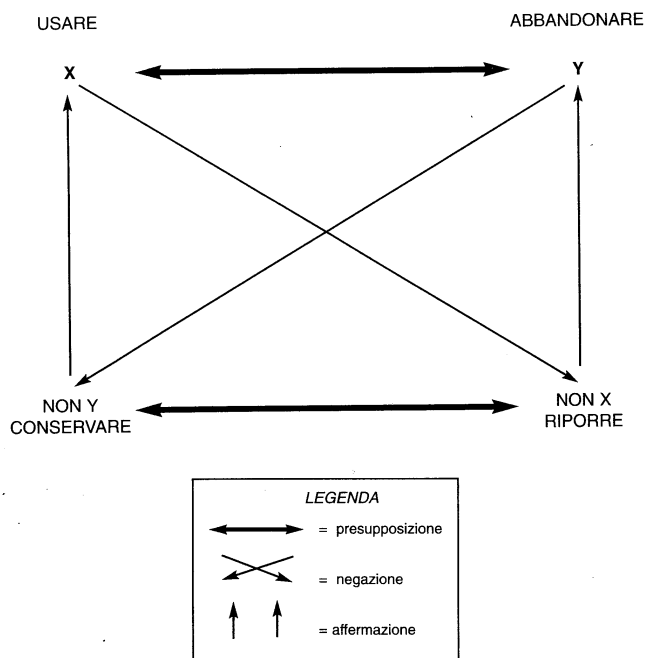 USARE
ABBANDONARE
X
Y
NON Y
CONSERVARE
NON X
RIPORRE
LEGENDA
= presupposizione
= negazione
= affermazione